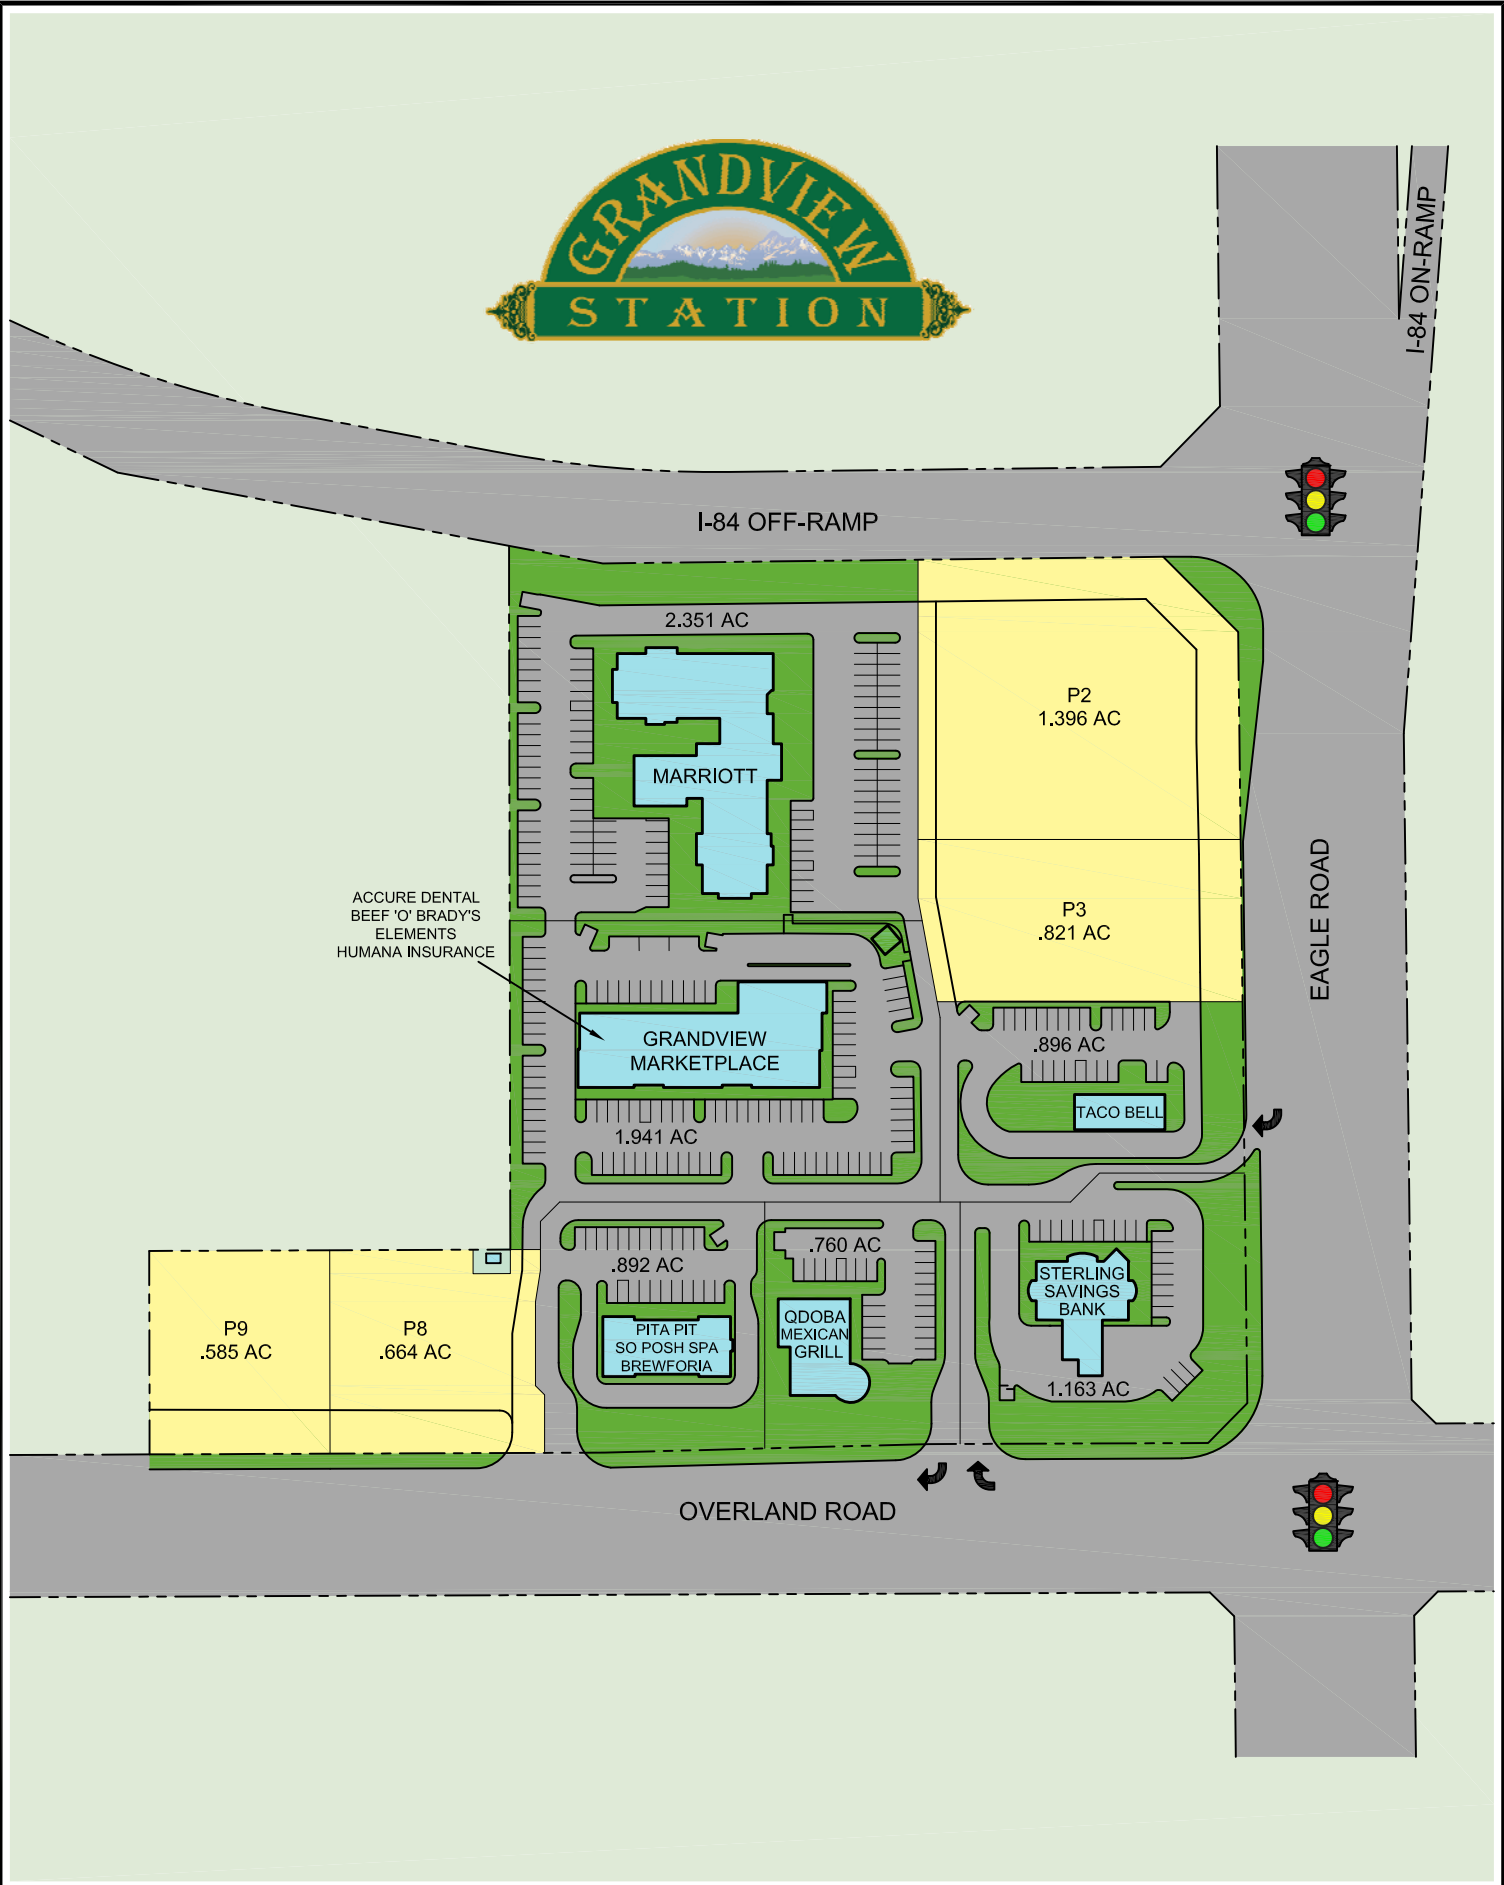 GRANDVIEW
STATION
I-84 ON-RAMP
I-84 OFF-RAMP
2.351 AC
P2
1.396 AC
MARRIOTT
EAGLE ROAD
ACCURE DENTAL
BEEF 'O' BRADY'S
ELEMENTS
HUMANA INSURANCE
P3
.821 AC
GRANDVIEW
MARKETPLACE
.896 AC
TACO BELL
1.941 AC
.892 AC
.760 AC
STERLING
SAVINGS
BANK
P9
.585 AC
P8
.664 AC
PITA PIT
SO POSH SPA
BREWFORIA
QDOBA
MEXICAN
GRILL
1.163 AC
OVERLAND ROAD